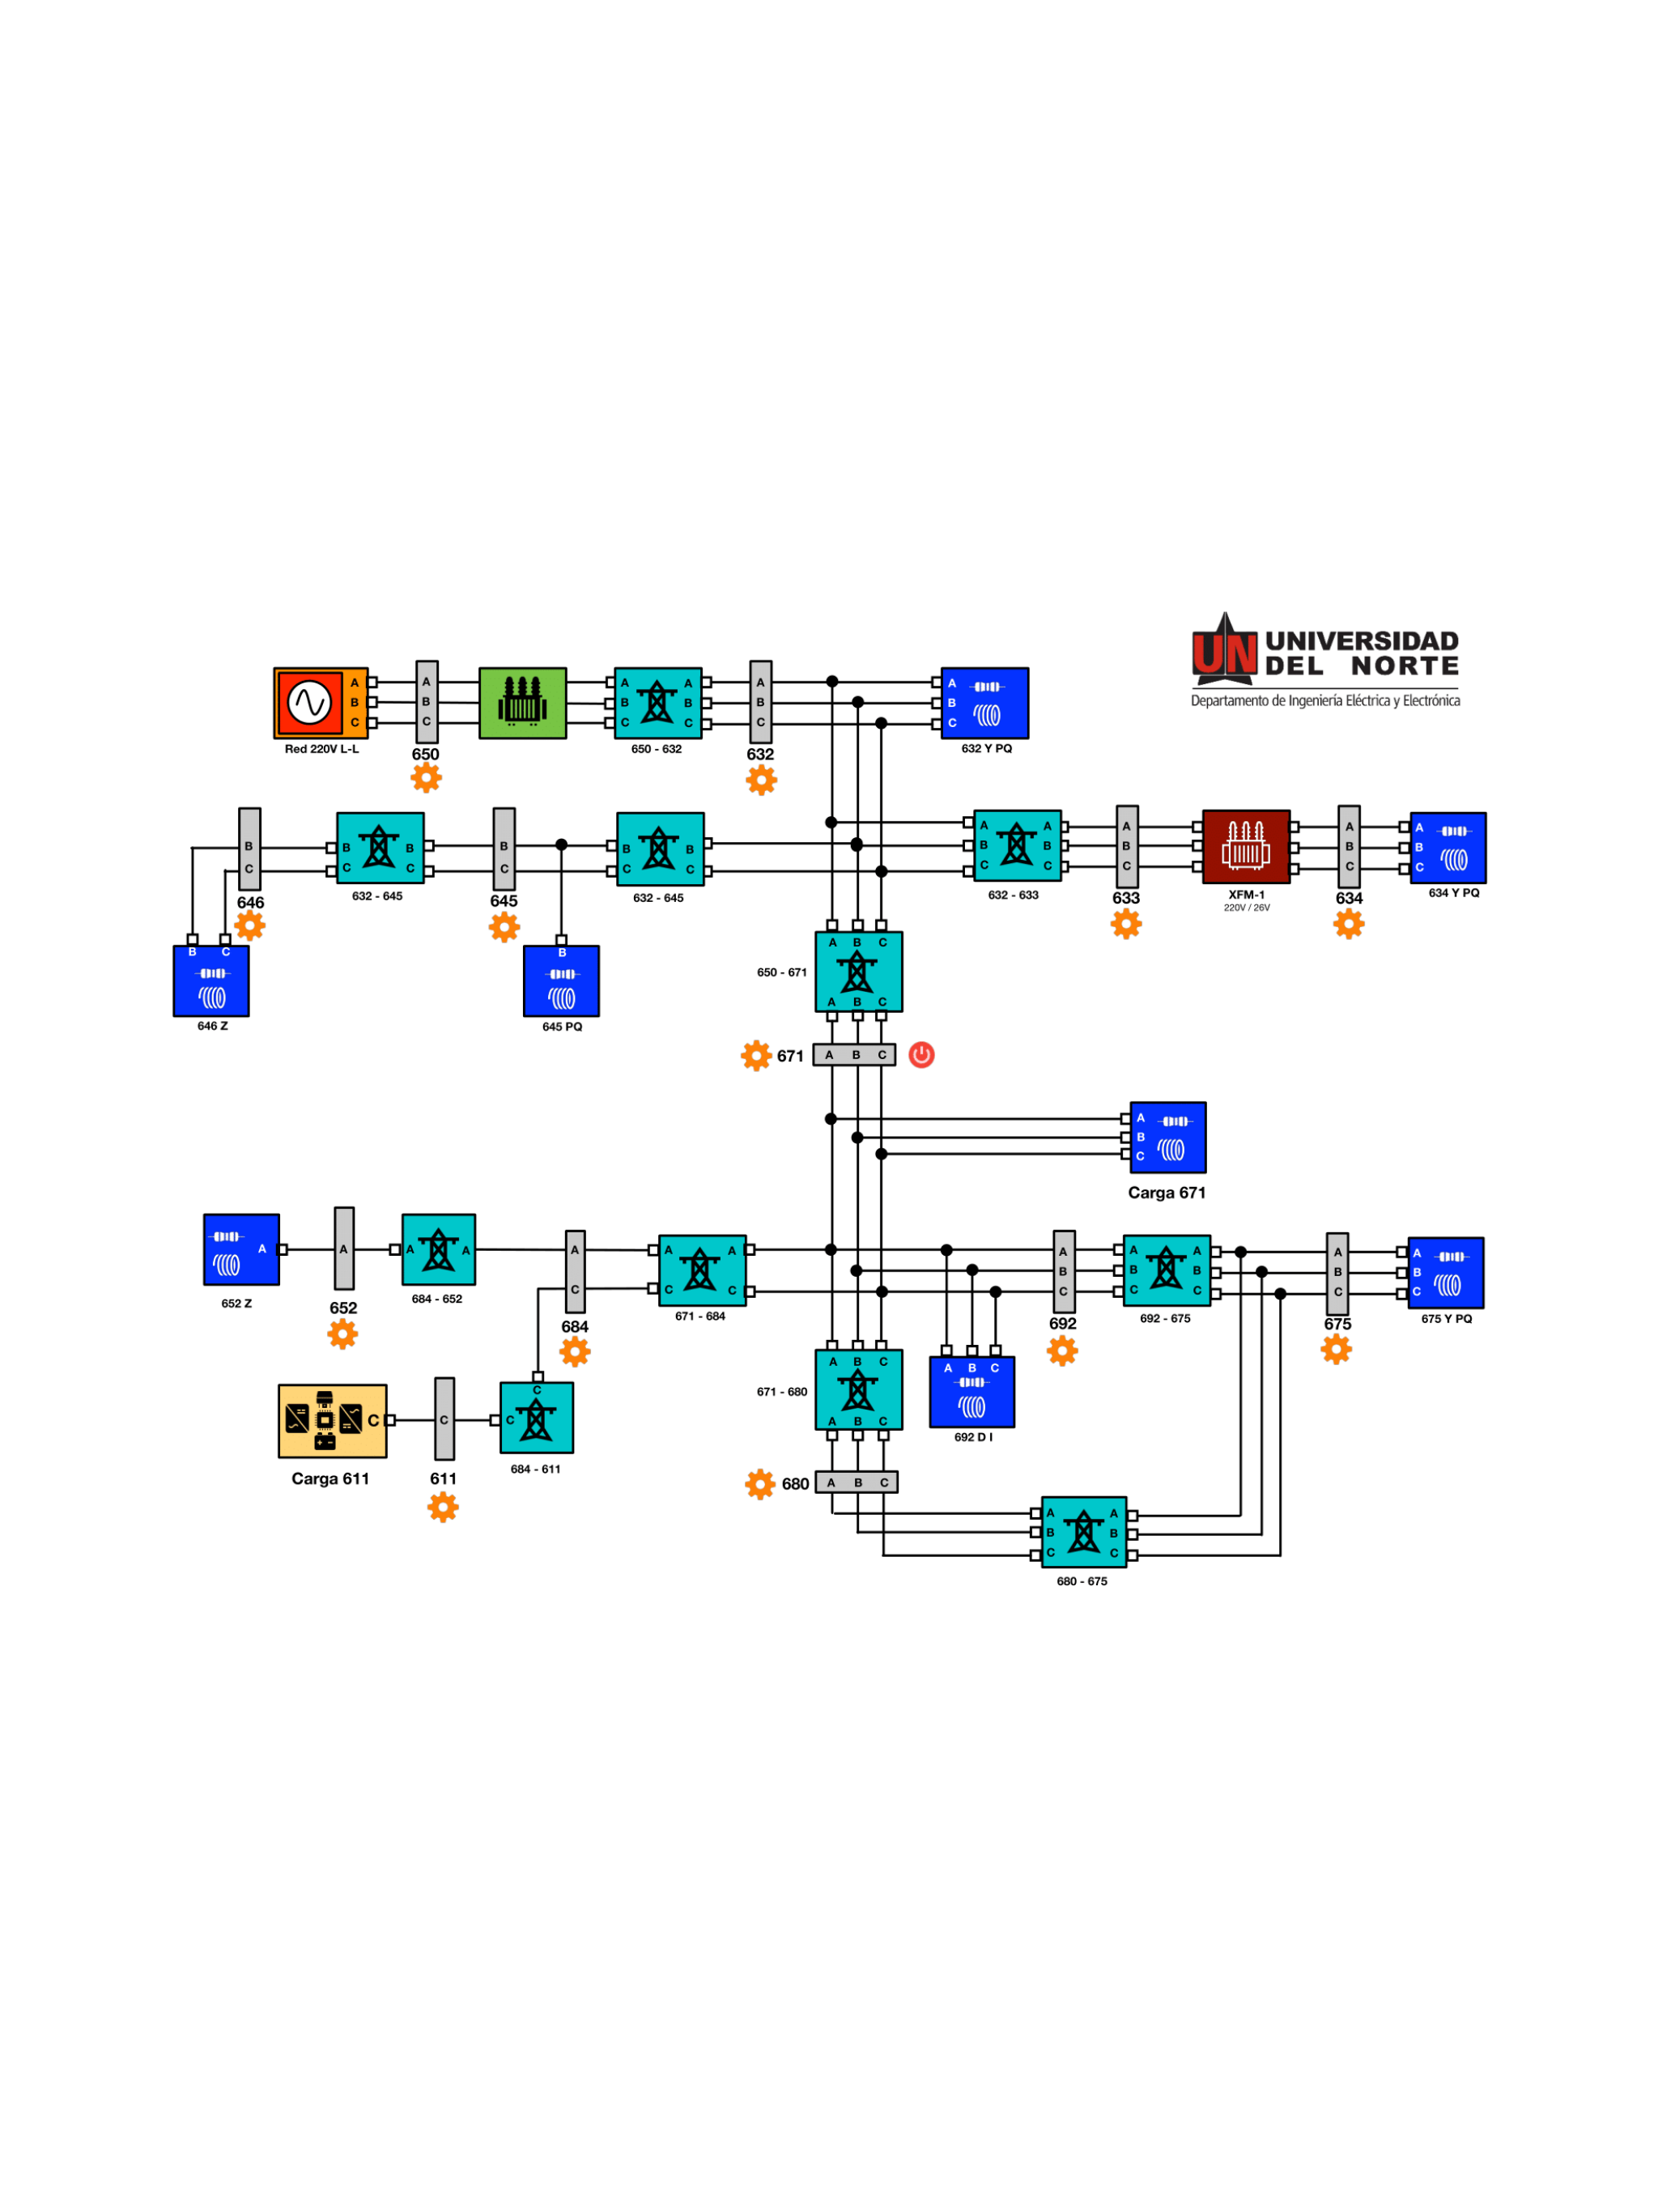 UN UNIVERSIDAD
DEL NORTE
Departamento de Ingeniería Eléctrica y Electrónica
A A A A A A
B B B B B B
C C C C C C
Red 220V L-L
650
650 - 632
632
632 Y PQ
B B B B B B
C C C C C C
646
632 - 645
645
632 - 645
A A A A A
B B B B B
C C C C C
632 - 633
633
XFM-1
220V / 26V
634
634 Y PQ
B C
646 Z
B
645 PQ
A B C
650 - 671
A B C
671
A B C
A
B
C
Carga 671
A A A A A A A
C C C
652 Z
652
684 - 652
684
671 - 684
A A A A A
B B B B B
C C C C C
692
692 - 675
675
675 Y PQ
A B C
671 - 680
A B C
A B C
692 D I
C
C C C
Carga 611
611
684 - 611
680
A B C
A A
B B
C C
680 - 675